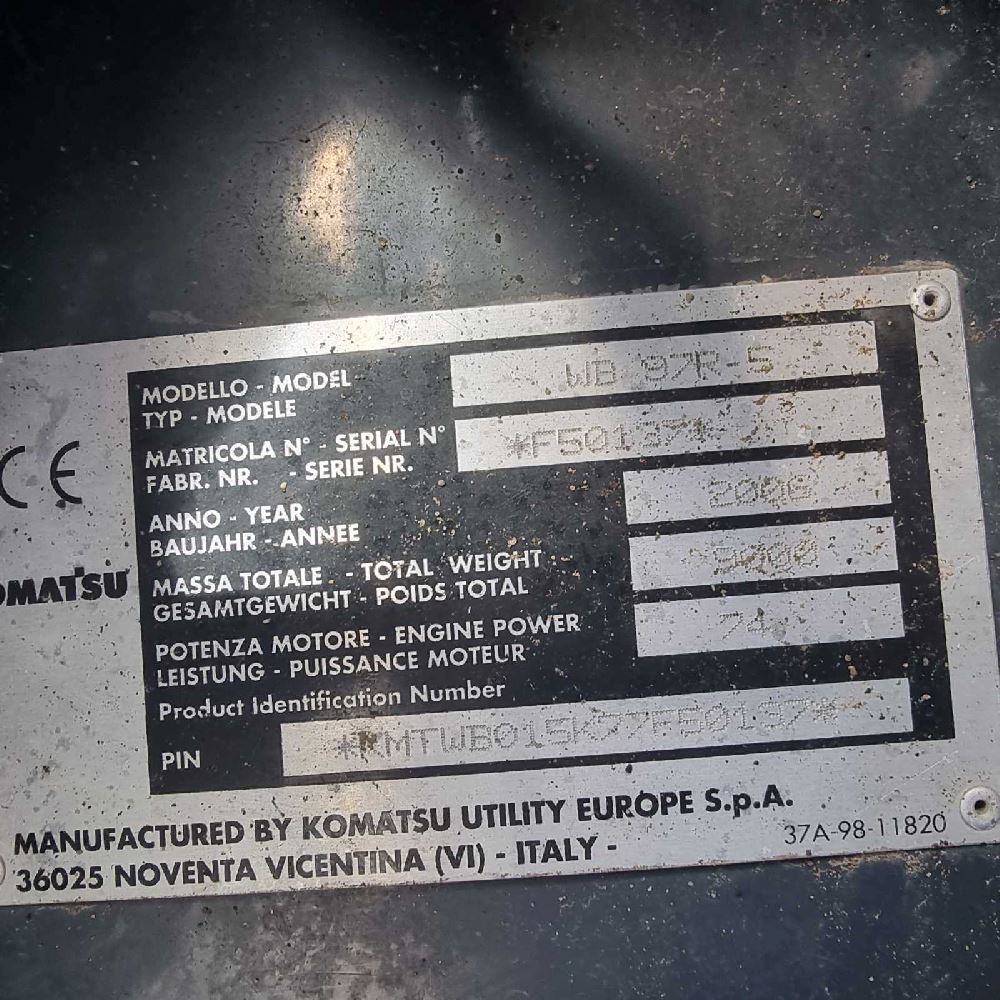 MODELLO - MODEL
TYP - MODELE
WB 97R-5
MATRICOLA N° - SERIAL N°
FABR. NR. - SERIE NR.
ANNO - YEAR
BAUJAHR - ANNEE
MASSA TOTALE - TOTAL WEIGHT
GESAMTGEWICHT - POIDS TOTAL
9000
POTENZA MOTORE - ENGINE POWER
LEISTUNG - PUISSANCE MOTEUR
74
Product Identification Number
PIN
CE
OMATSU
MANUFACTURED BY KOMATSU UTILITY EUROPE S.p.A.
36025 NOVENTA VICENTINA (VI) - ITALY -
37A-98-11820